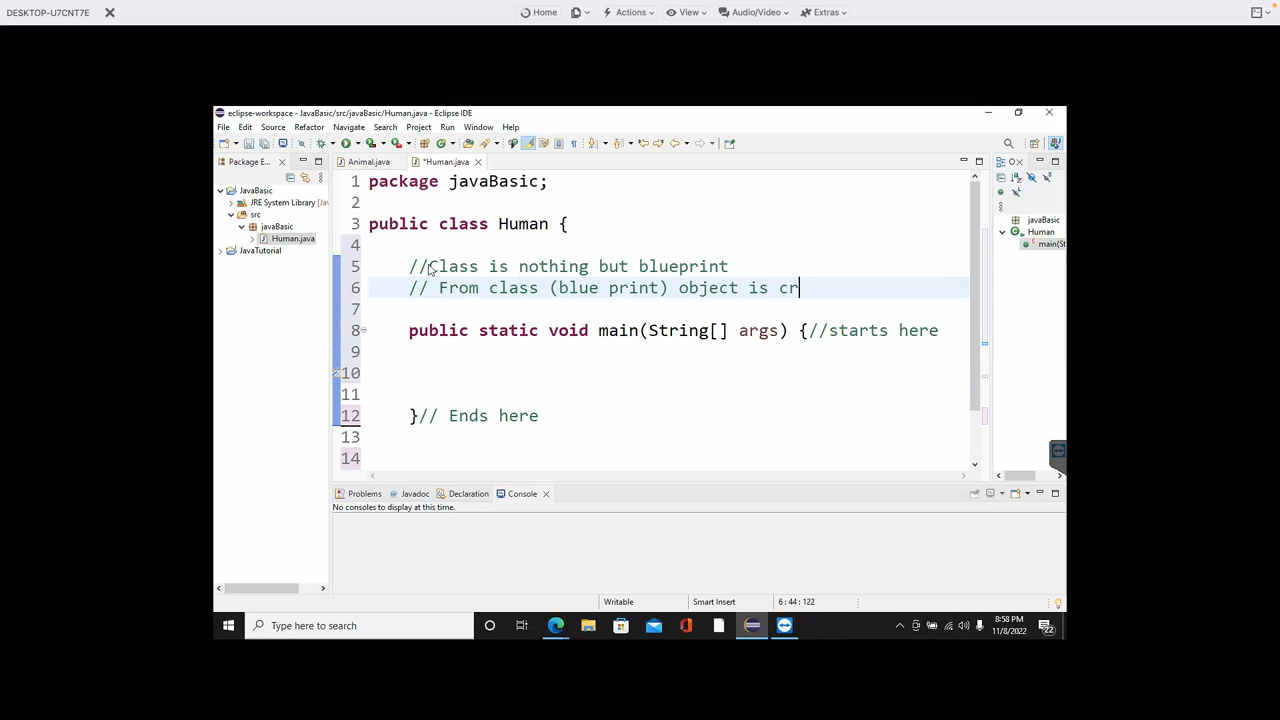 DESKTOP-U7CNT7E
Home
Actions
View
Audio/Video
Extras
eclipse-workspace - JavaBasic/src/javaBasic/Human.java - Eclipse IDE
File Edit Source Refactor Navigate Search Project Run Window Help
Package E...
Animal.java
*Human.java
JavaBasic
JRE System Library [Ja
src
javaBasic
Human.java
JavaTutorial
1 package javaBasic;
2
3 public class Human {
4
5 //Class is nothing but blueprint
6 // From class (blue print) object is cr
7
8 public static void main(String[] args) {//starts here
9
10
11
12 }// Ends here
13
14
javaBasic
Human
main(St
Problems Javadoc Declaration Console
No consoles to display at this time.
Writable Smart Insert 6 : 44 : 122
Type here to search
8:58 PM
11/8/2022
22